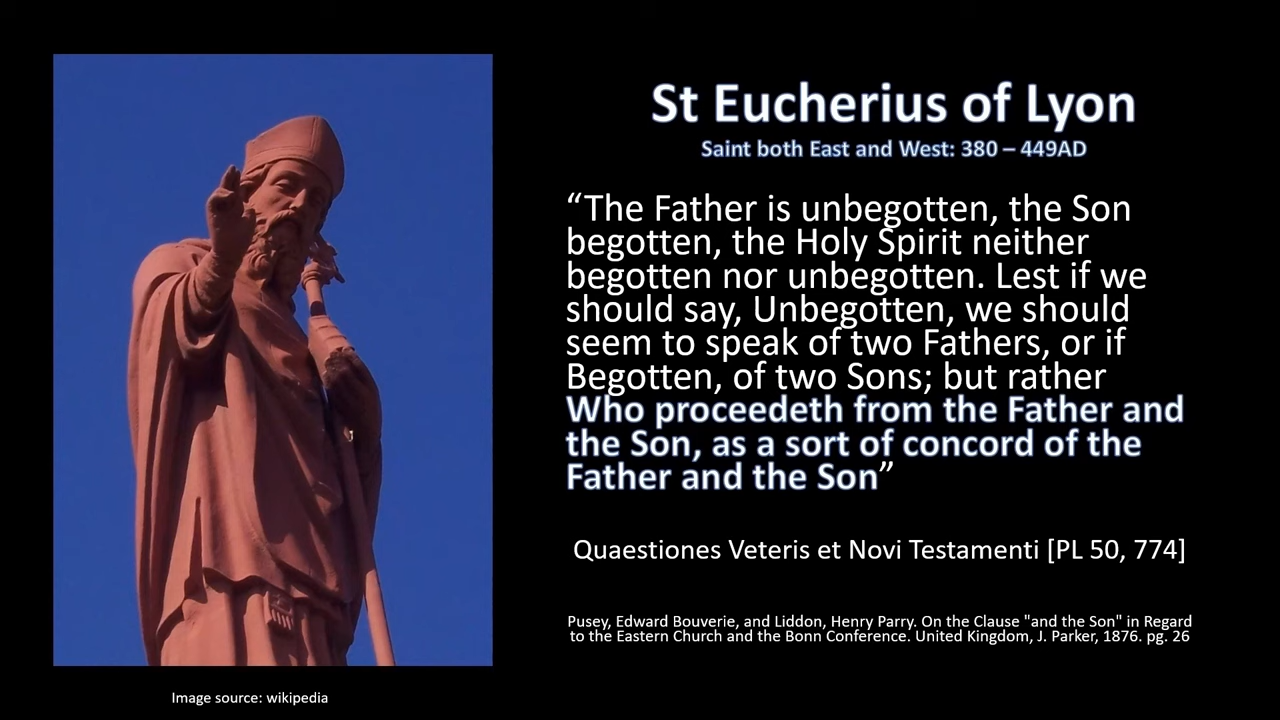 St Eucherius of Lyon
Saint both East and West: 380 – 449AD
“The Father is unbegotten, the Son
begotten, the Holy Spirit neither
begotten nor unbegotten. Lest if we
should say, Unbegotten, we should
seem to speak of two Fathers, or if
Begotten, of two Sons; but rather
Who proceedeth from the Father and
the Son, as a sort of concord of the
Father and the Son”
Quaestiones Veteris et Novi Testamenti [PL 50, 774]
Pusey, Edward Bouverie, and Liddon, Henry Parry. On the Clause "and the Son" in Regard
to the Eastern Church and the Bonn Conference. United Kingdom, J. Parker, 1876. pg. 26
Image source: wikipedia